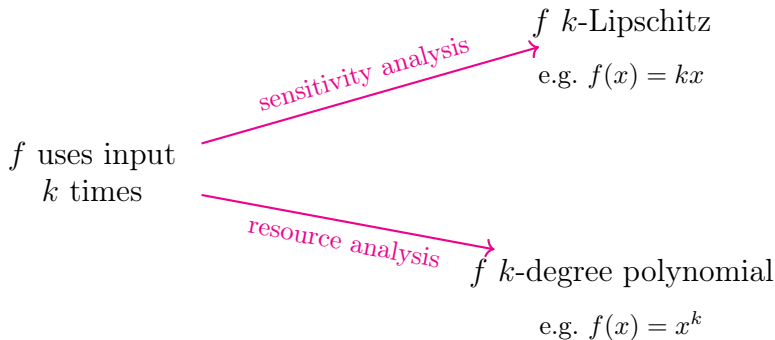 f k-Lipschitz
e.g. f(x) = kx
sensitivity analysis
f uses input
k times
resource analysis
f k-degree polynomial
e.g. f(x) = x^k